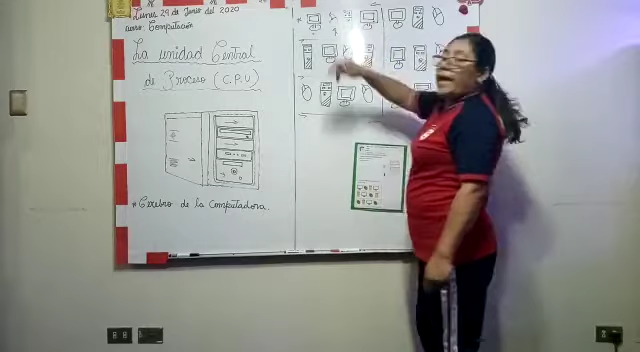 Lunes 29 de Junio del 2020
Curso: Computación
La unidad Central
de Proceso (C.P.U)
* Cerebro de la Computadora.